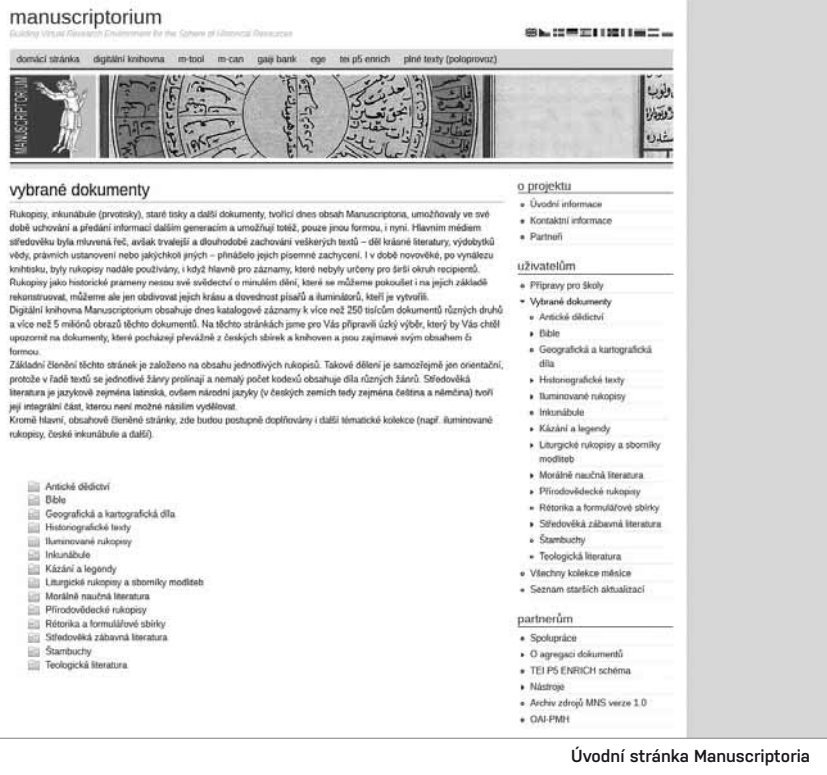 manuscriptorium
Building Virtual Research Environment for the Sphere of Historical Resources
domácí stránka digitální knihovna m-tool m-can gaiji bank ege tei p5 enrich plné texty (poloprovoz)
MANUSCRIPTORIUM
vybrané dokumenty
Rukopisy, inkunábule (prvotisky), staré tisky a další dokumenty, tvořící dnes obsah Manuscriptoria, umožňovaly ve své
době uchování a předání informací dalším generacím a umožňují totéž, pouze jinou formou, i nyní. Hlavním médiem
středověku byla mluvená řeč, avšak trvalejší a dlouhodobé zachování veškerých textů – děl krásné literatury, výdobytků
vědy, právních ustanovení nebo jakýchkoli jiných – přinášelo jejich písemné zachycení. I v době novověké, po vynálezu
knihtisku, byly rukopisy nadále používány, i když hlavně pro záznamy, které nebyly určeny pro širší okruh recipientů.
Rukopisy jako historické prameny nesou své svědectví o minulém dění, které se můžeme pokoušet i na jejich základě
rekonstruovat, můžeme ale jen obdivovat jejich krásu a dovednost písařů a iluminátorů, kteří je vytvořili.
Digitální knihovna Manuscriptorium obsahuje dnes katalogové záznamy k více než 250 tisícům dokumentů různých druhů
a více než 5 miliónů obrazů těchto dokumentů. Na těchto stránkách jsme pro Vás připravili úzký výběr, který by Vás chtěl
upozornit na dokumenty, které pocházejí převážně z českých sbírek a knihoven a jsou zajímavé svým obsahem či
formou.
Základní členění těchto stránek je založeno na obsahu jednotlivých rukopisů. Takové dělení je samozřejmě jen orientační,
protože v řadě textů se jednotlivé žánry prolínají a nemalý počet kodexů obsahuje díla různých žánrů. Středověká
literatura je jazykově zejména latinská, ovšem národní jazyky (v českých zemích tedy zejména čeština a němčina) tvoří
její integrální část, kterou není možné násilím vydělovat.
Kromě hlavní, obsahově členěné stránky, zde budou postupně doplňovány i další tématické kolekce (např. iluminované
rukopisy, české inkunábule a další).
Antické dědictví
Bible
Geografická a kartografická díla
Historiografické texty
Iluminované rukopisy
Inkunábule
Kázání a legendy
Liturgické rukopisy a sborníky modliteb
Morálně naučná literatura
Přírodovědecké rukopisy
Rétorika a formulářové sbírky
Středověká zábavná literatura
Štambuchy
Teologická literatura
o projektu
Úvodní informace
Kontaktní informace
Partneři
uživatelům
Přípravy pro školy
Vybrané dokumenty
Antické dědictví
Bible
Geografická a kartografická
díla
Historiografické texty
Iluminované rukopisy
Inkunábule
Kázání a legendy
Liturgické rukopisy a sborníky
modliteb
Morálně naučná literatura
Přírodovědecké rukopisy
Rétorika a formulářové sbírky
Středověká zábavná literatura
Štambuchy
Teologická literatura
Všechny kolekce měsíce
Seznam starších aktualizací
partnerům
Spolupráce
O agregaci dokumentů
TEI P5 ENRICH schéma
Nástroje
Archiv zdrojů MNS verze 1.0
OAI-PMH
Úvodní stránka Manuscriptoria